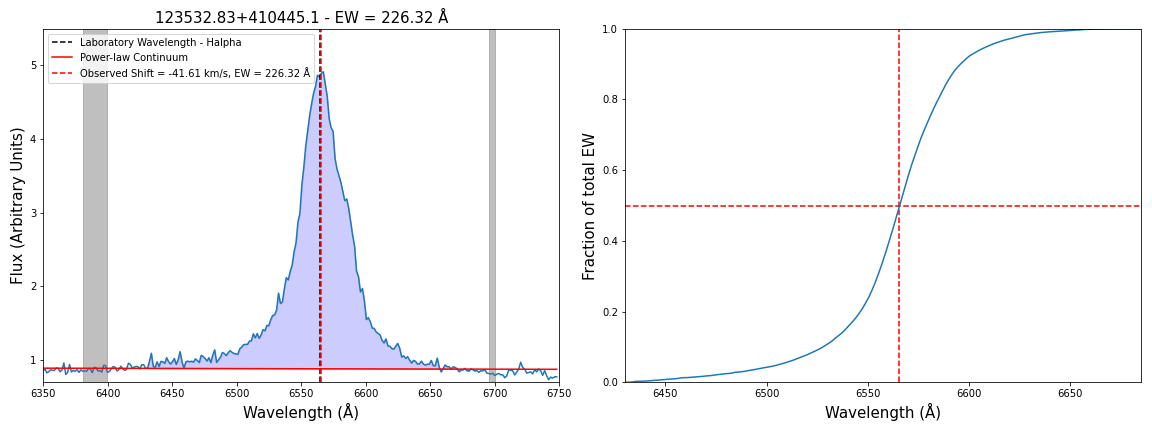 123532.83+410445.1 - EW = 226.32 Å
Laboratory Wavelength - Halpha
Power-law Continuum
Observed Shift = -41.61 km/s, EW = 226.32 Å
Flux (Arbitrary Units)
5
4
3
2
1
6350 6400 6450 6500 6550 6600 6650 6700 6750
Wavelength (Å)
Fraction of total EW
1.0
0.8
0.6
0.4
0.2
0.0
6450 6500 6550 6600 6650
Wavelength (Å)